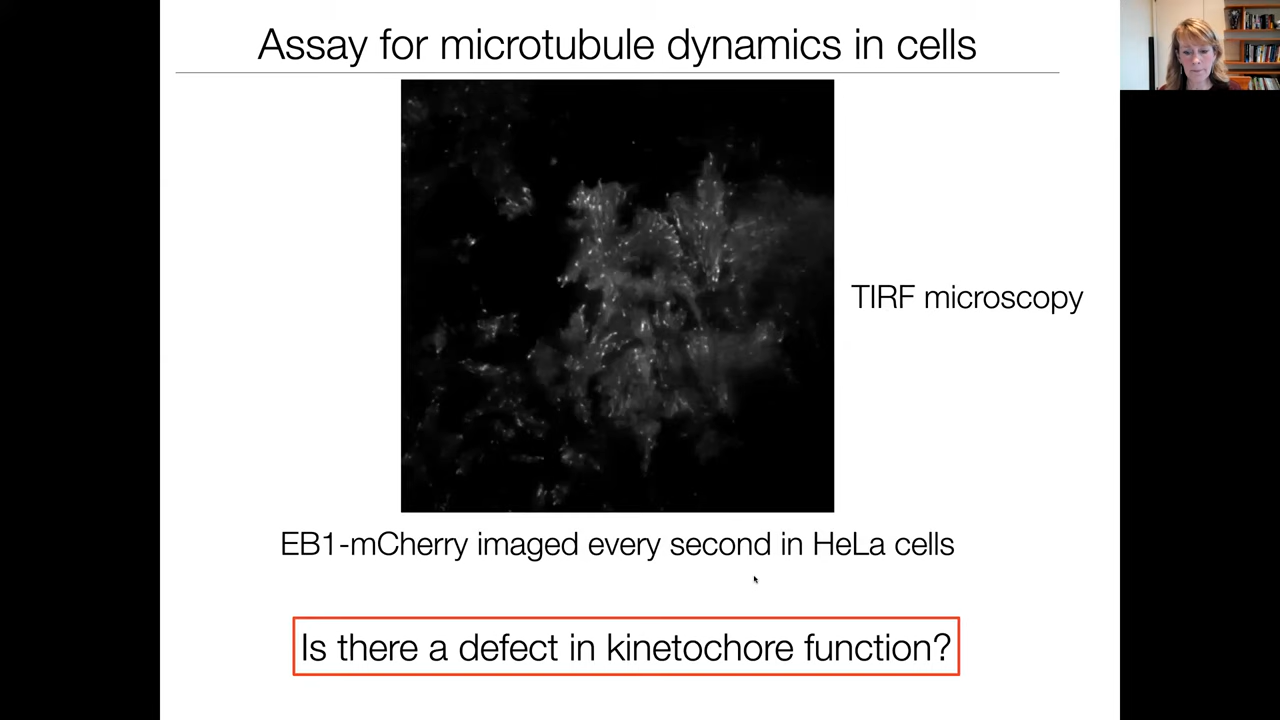 Assay for microtubule dynamics in cells
TIRF microscopy
EB1-mCherry imaged every second in HeLa cells
Is there a defect in kinetochore function?